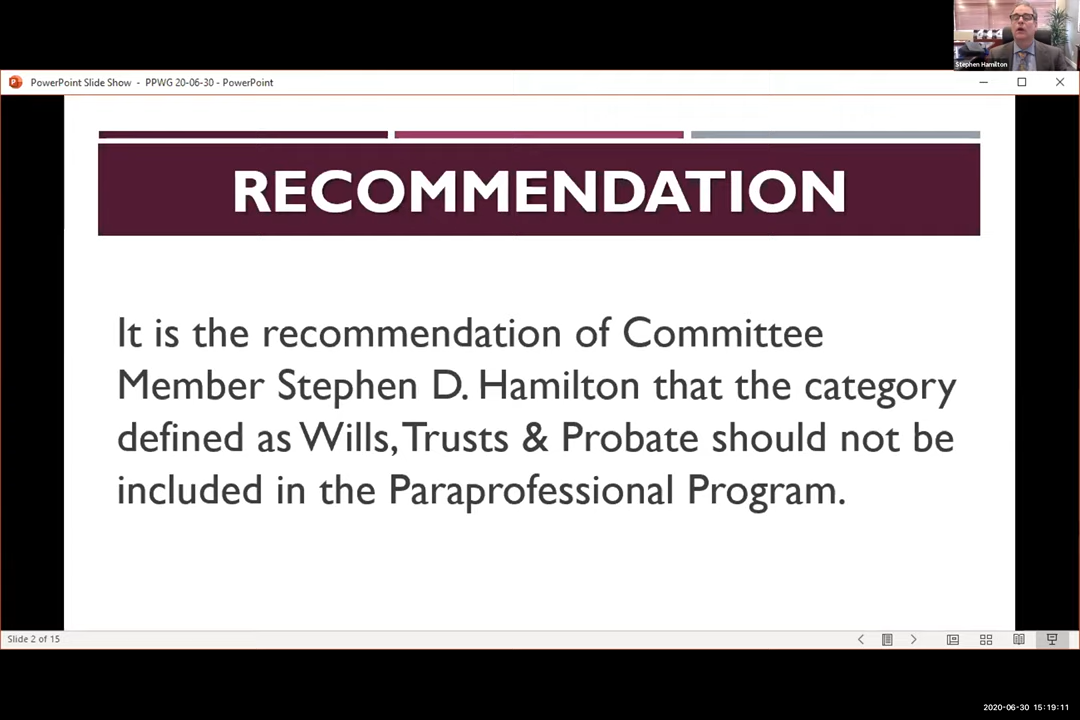 Stephen Hamilton
PowerPoint Slide Show - PPWG 20-06-30 - PowerPoint
RECOMMENDATION
It is the recommendation of Committee
Member Stephen D. Hamilton that the category
defined as Wills, Trusts & Probate should not be
included in the Paraprofessional Program.
Slide 2 of 15
2020-06-30 15:19:11